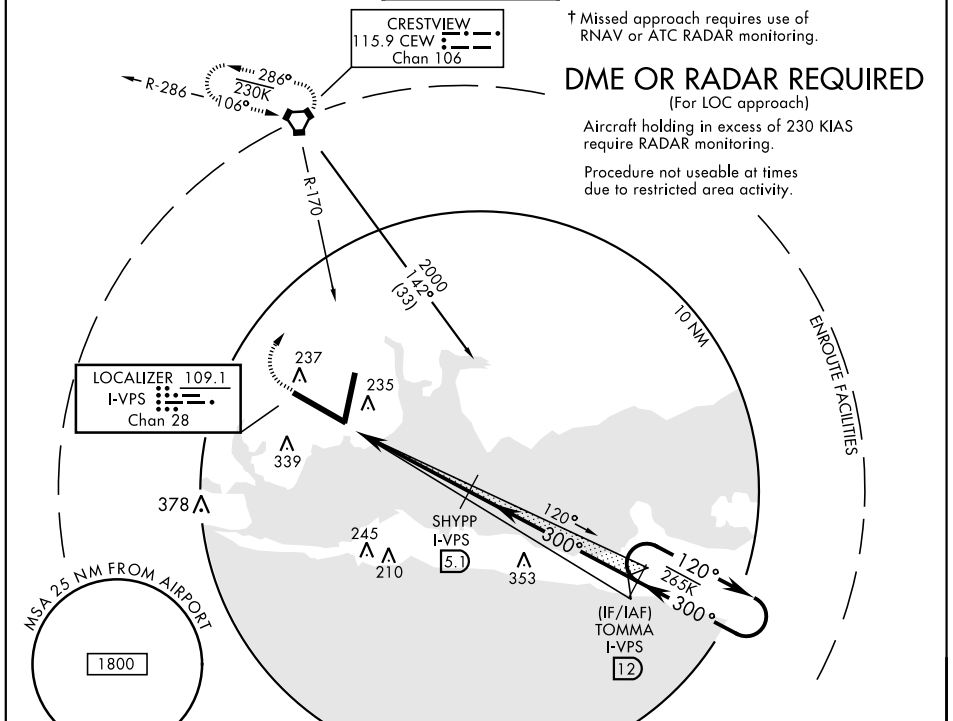 CRESTVIEW
115.9 CEW
Chan 106
† Missed approach requires use of
RNAV or ATC RADAR monitoring.
DME OR RADAR REQUIRED
(For LOC approach)
Aircraft holding in excess of 230 KIAS
require RADAR monitoring.
Procedure not useable at times
due to restricted area activity.
R-286
286°
230K
106°
R-170
2000
142°
(33)
10 NM
ENROUTE FACILITIES
LOCALIZER 109.1
I-VPS
Chan 28
237
235
339
378
245
210
353
SHYPP
I-VPS
5.1
120°
300°
120°
265K
300°
(IF/IAF)
TOMMA
I-VPS
12
MSA 25 NM FROM AIRPORT
1800